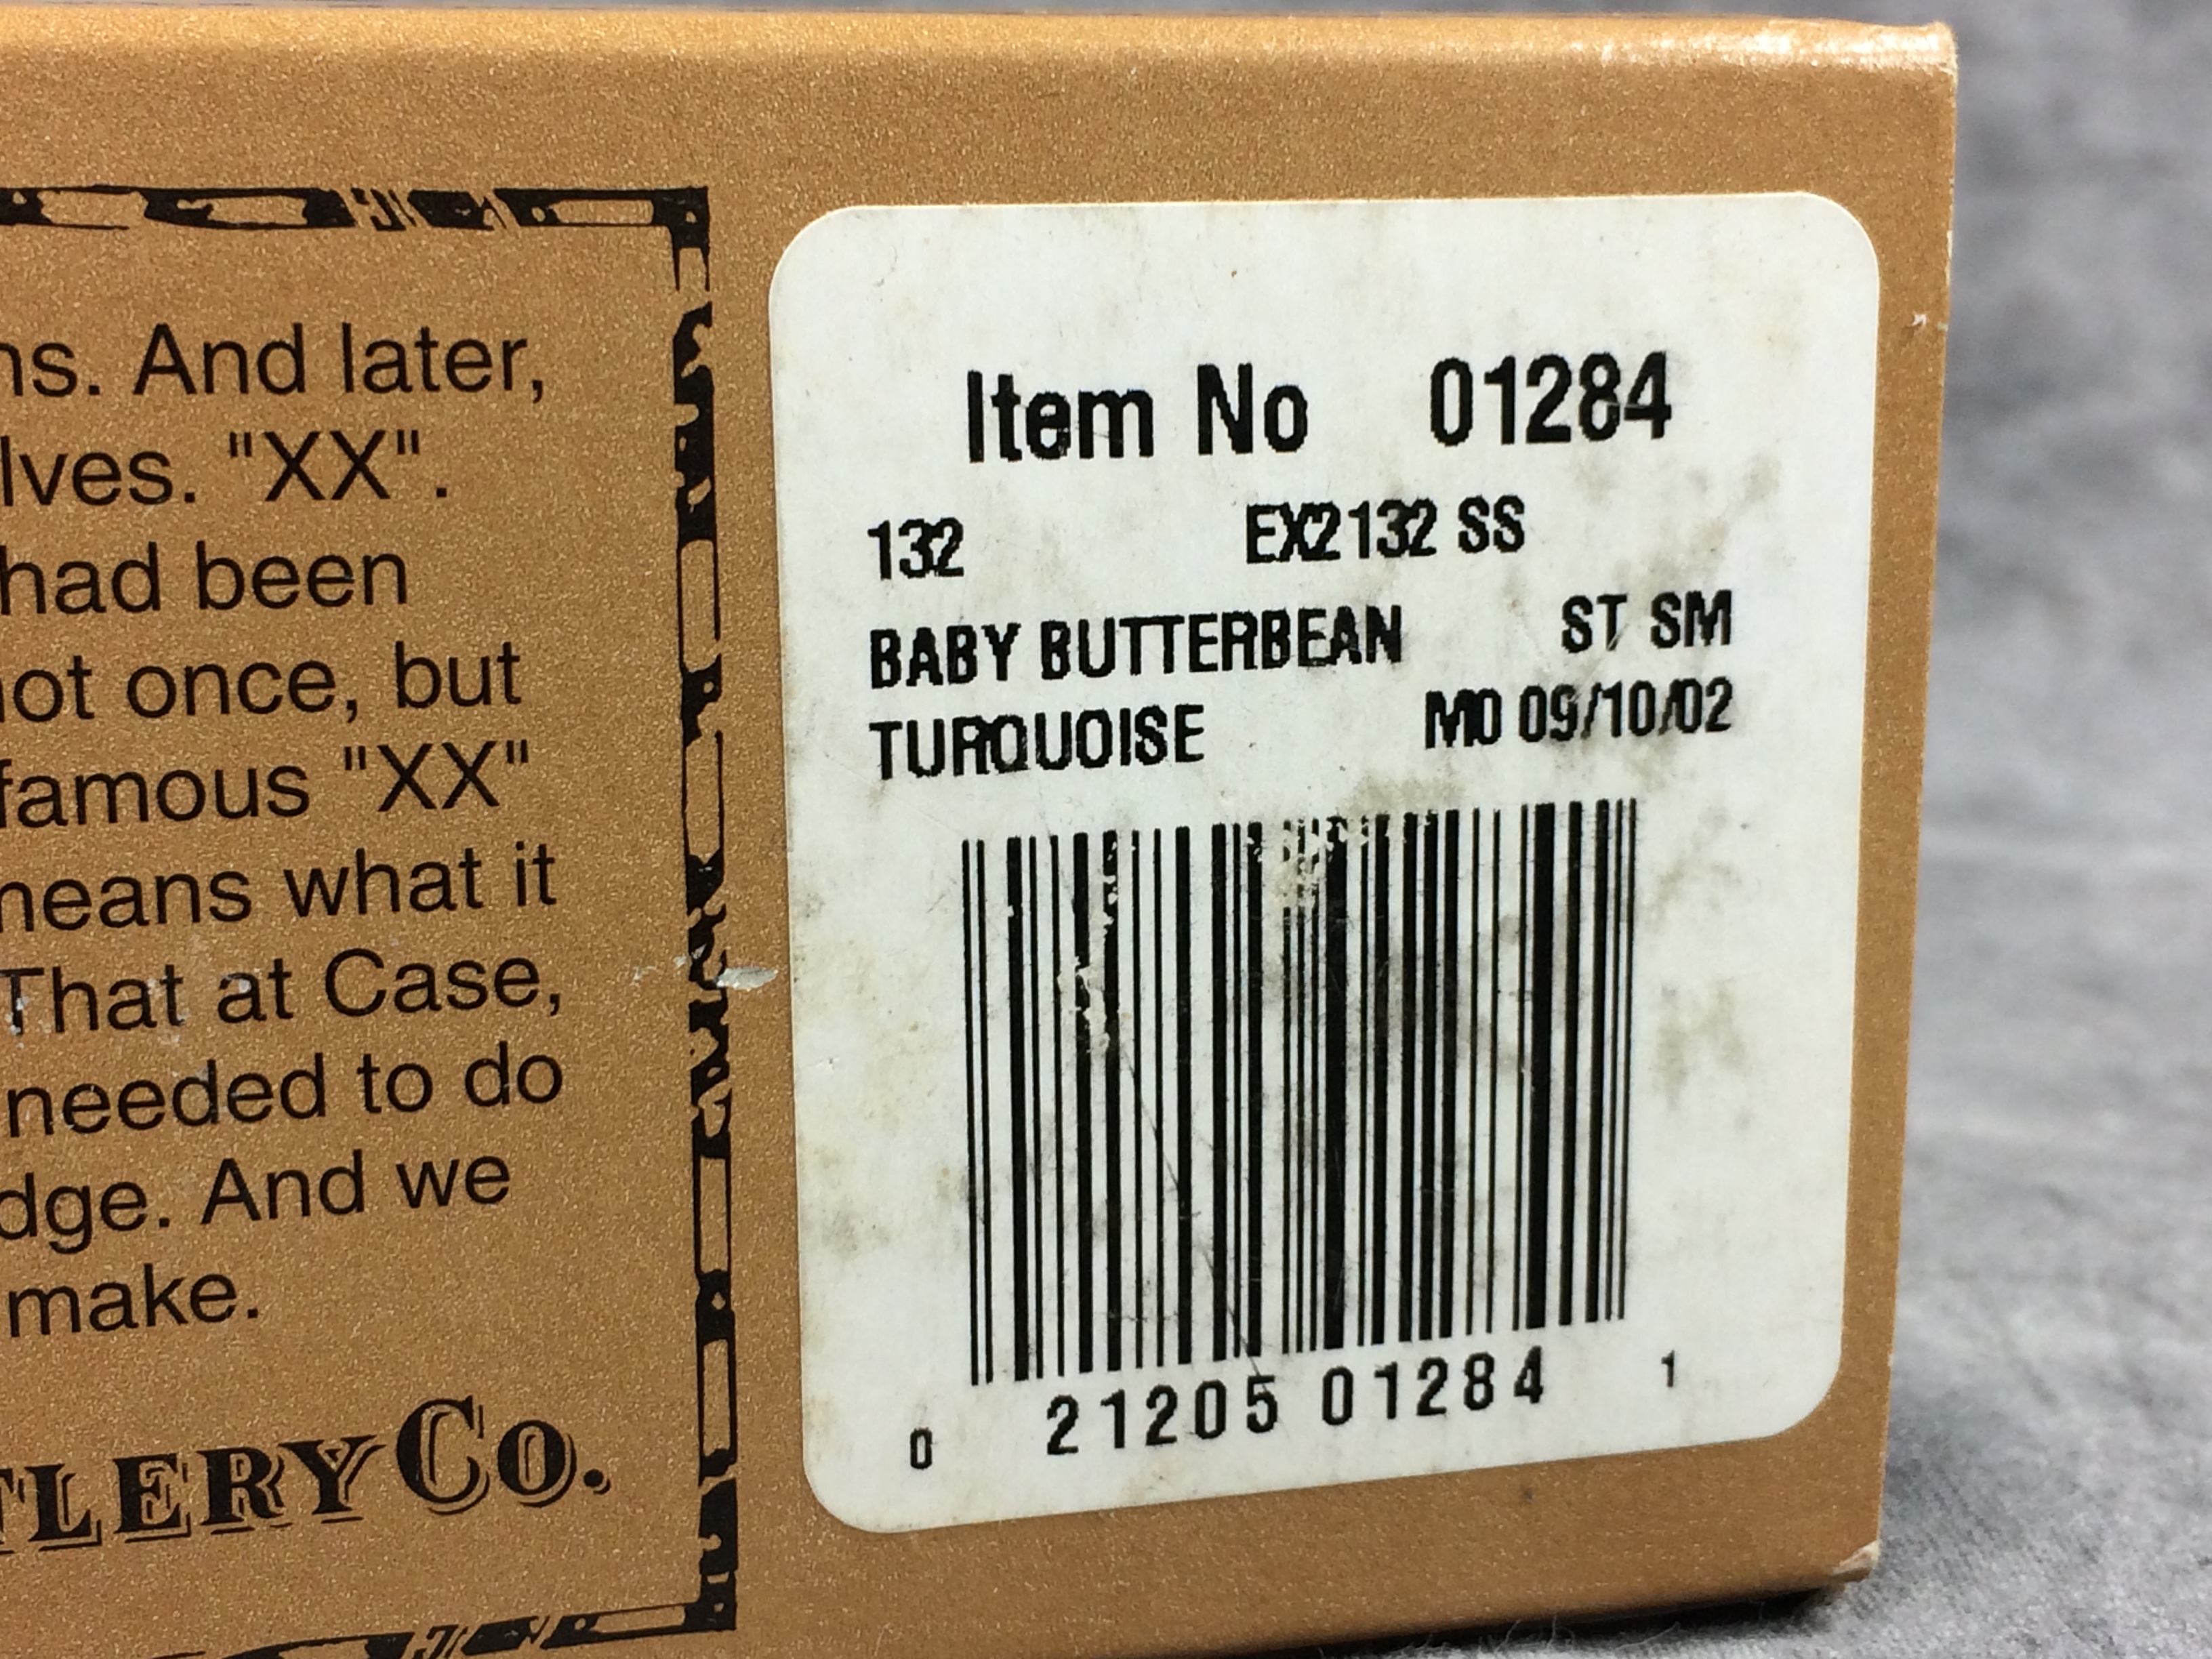 ns. And later,
lves. "XX".
had been
not once, but
famous "XX"
means what it
That at Case,
needed to do
dge. And we
make.
TLERY CO.
Item No 01284
132 EX2132 SS
BABY BUTTERBEAN ST SM
TURQUOISE MO 09/10/02
0 21205 01284 1